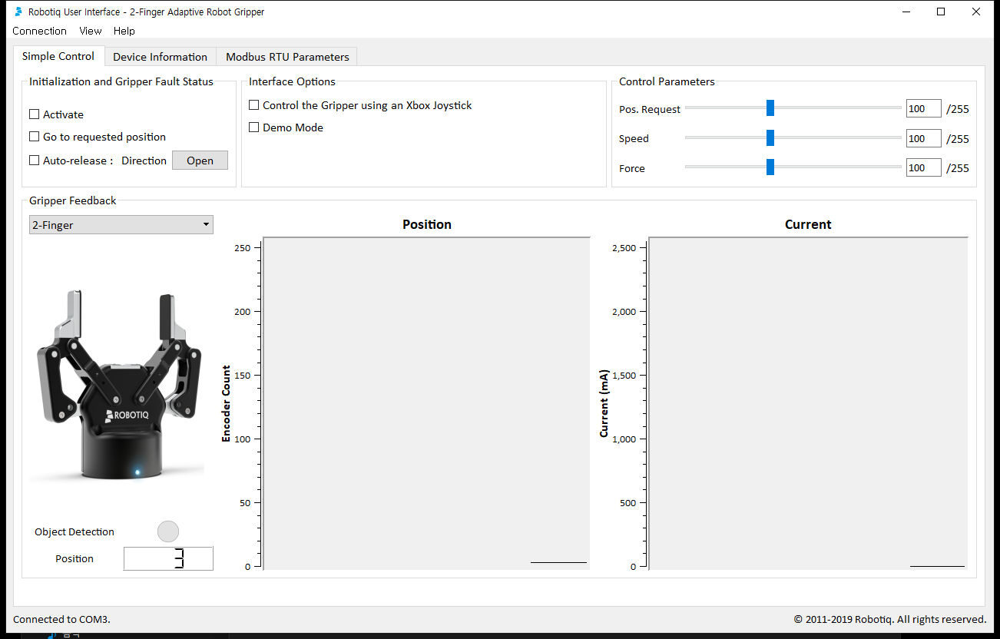 Robotiq User Interface - 2-Finger Adaptive Robot Gripper
Connection View Help
Simple Control Device Information Modbus RTU Parameters
Initialization and Gripper Fault Status
Activate
Go to requested position
Auto-release : Direction Open
Interface Options
Control the Gripper using an Xbox Joystick
Demo Mode
Control Parameters
Pos. Request 100 /255
Speed 100 /255
Force 100 /255
Gripper Feedback
2-Finger
ROBOTIQ
Object Detection
Position 3
Position
Encoder Count
250
200
150
100
50
0
Current
Current (mA)
2,500
2,000
1,500
1,000
500
0
Connected to COM3.
© 2011-2019 Robotiq. All rights reserved.